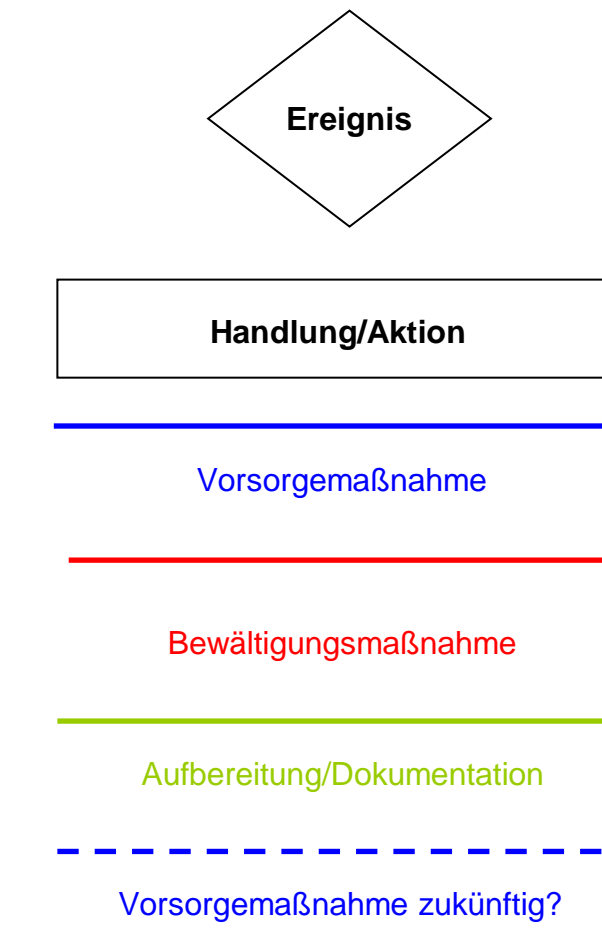 Ereignis
Handlung/Aktion
Vorsorgemaßnahme
Bewältigungsmaßnahme
Aufbereitung/Dokumentation
Vorsorgemaßnahme zukünftig?